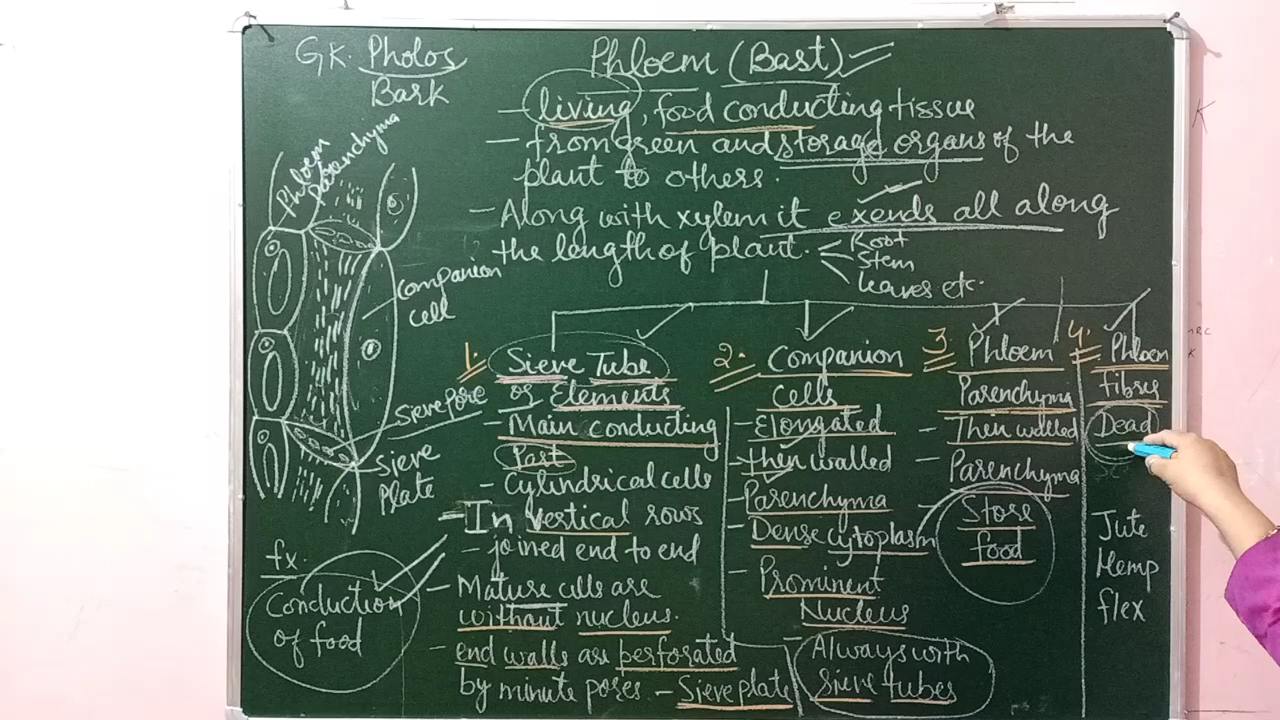 GK. Pholos
Bark
Phloem (Bast)
- living, food conducting tissue
- from green and storage organs of the
plant to others.
- Along with xylem it exends all along
the length of plant.
Root
Stem
leaves etc.
Phloem
Parenchyma
Companion
Cell
Sieve Pore
Sieve
Plate
fx.
Conduction
of food
1. Sieve Tube
or Elements
- Main conducting
Part
- Cylindrical cells
- In vertical rows
- joined end to end
- Mature cells are
without nucleus.
- end walls are perforated
by minute pores. - Sieve plate
2. Companion
Cells
- Elongated
- then walled
- Parenchyma
- Dense cytoplasm
- Prominent
Nucleus
- Always with
Sieve tubes
3. Phloem
Parenchyma
- Then walled
- Parenchyma
- Store
food
4. Phloem
fibres
Dead
Jute
Hemp
flex